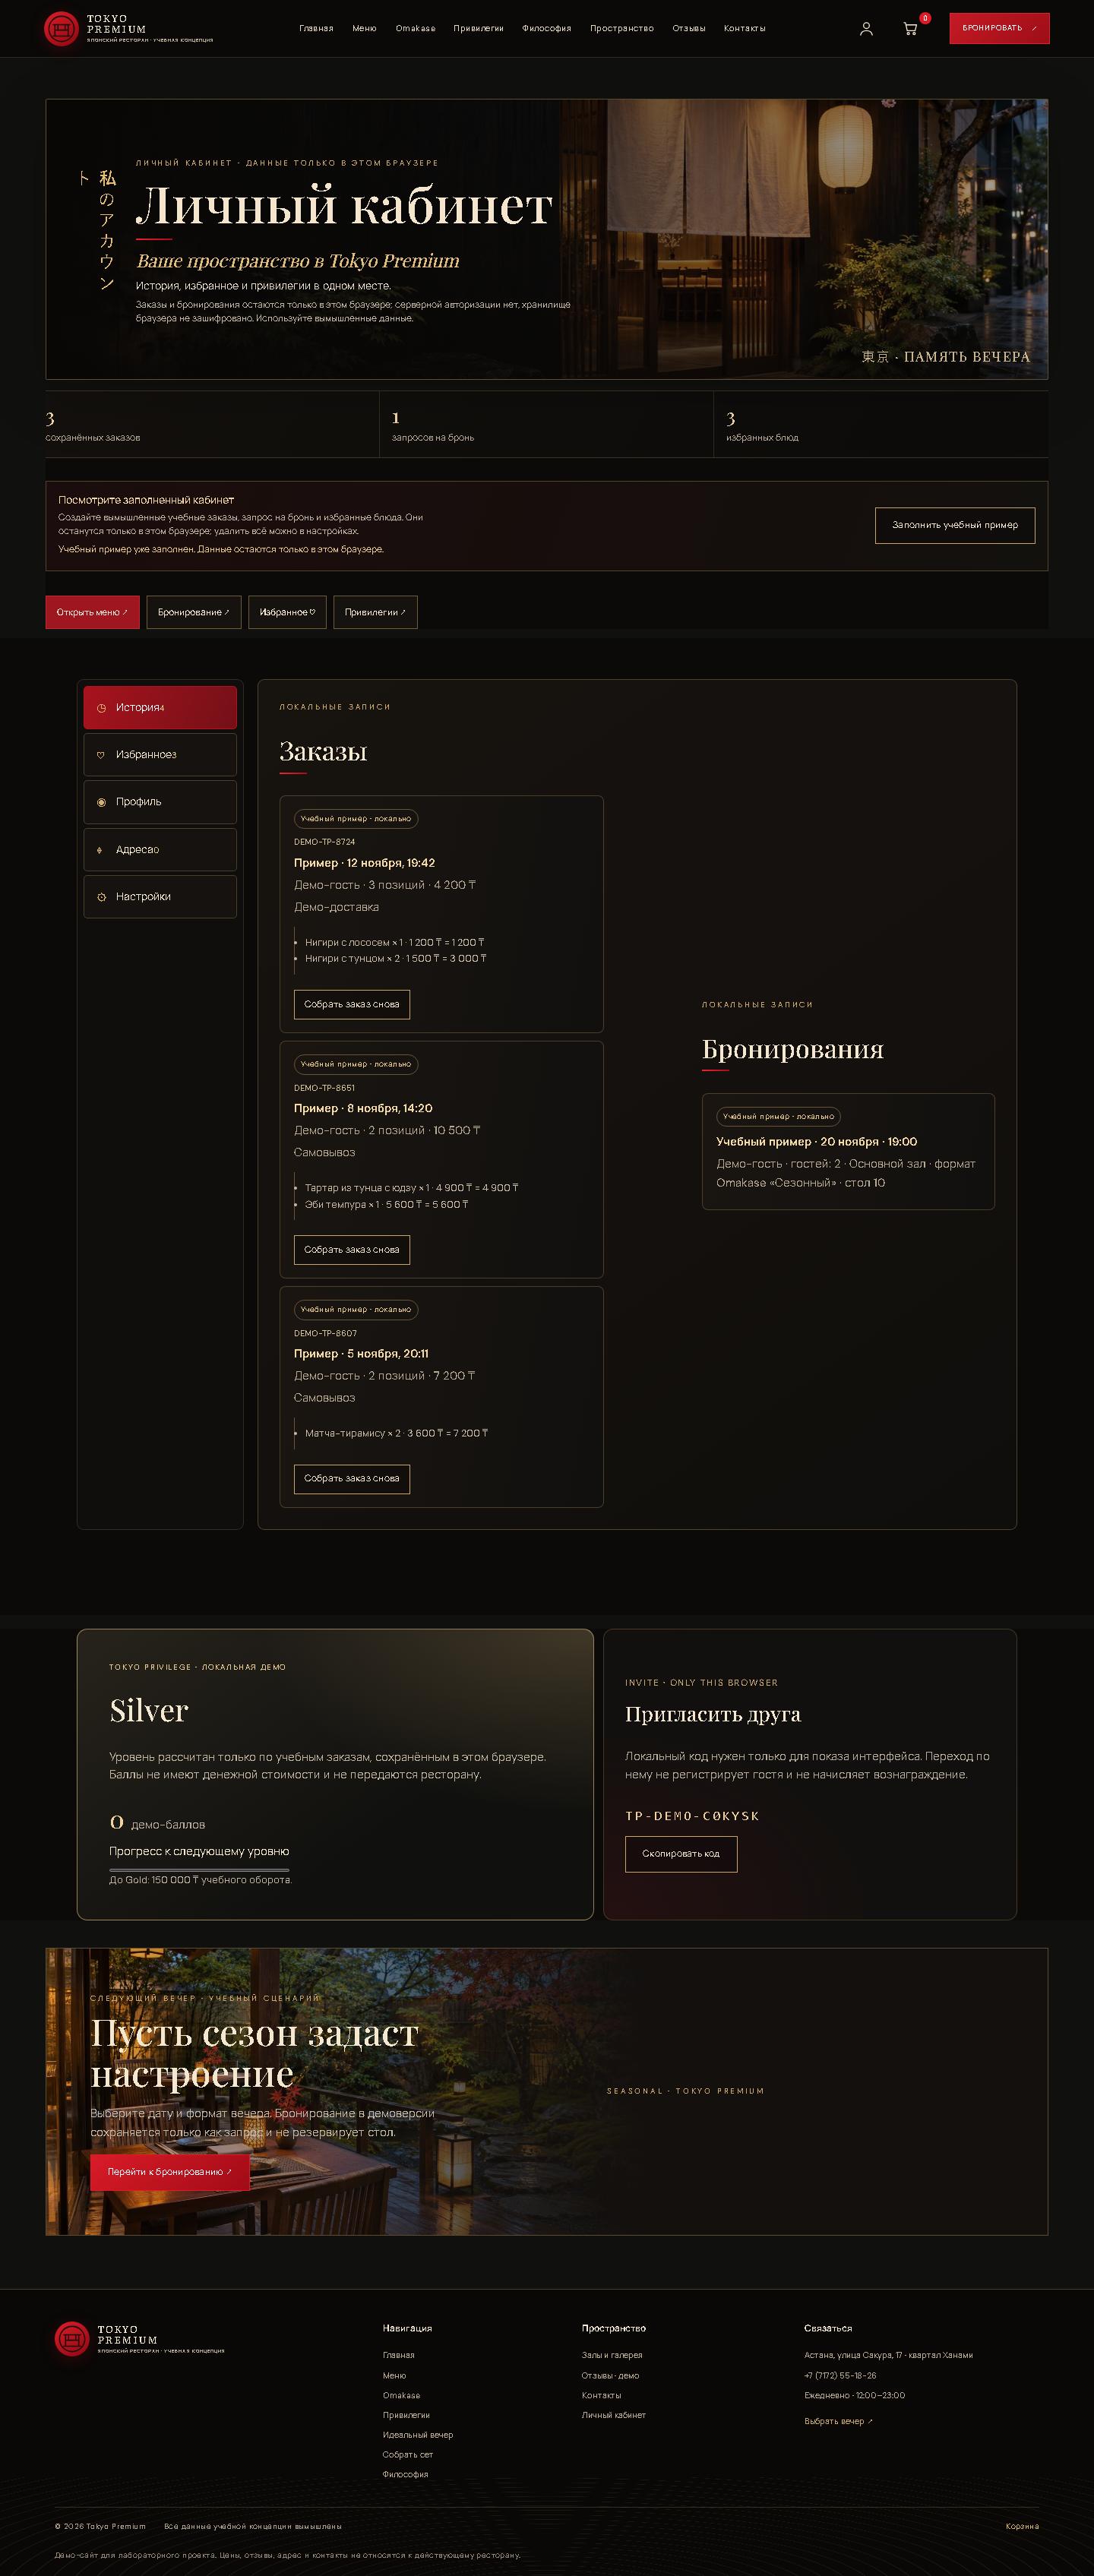 TOKYO
PREMIUM
ЯПОНСКИЙ РЕСТОРАН · УЧЕБНАЯ КОНЦЕПЦИЯ
Главная
Меню
Omakase
Привилегии
Философия
Пространство
Отзывы
Контакты
0
БРОНИРОВАТЬ ↗
私のアカウント
ЛИЧНЫЙ КАБИНЕТ · ДАННЫЕ ТОЛЬКО В ЭТОМ БРАУЗЕРЕ
Личный кабинет
Ваше пространство в Tokyo Premium
История, избранное и привилегии в одном месте.
Заказы и бронирования остаются только в этом браузере; серверной авторизации нет, хранилище
браузера не зашифровано. Используйте вымышленные данные.
東京 · ПАМЯТЬ ВЕЧЕРА
3
сохранённых заказов
1
запросов на бронь
3
избранных блюд
Посмотрите заполненный кабинет
Создайте вымышленные учебные заказы, запрос на бронь и избранные блюда. Они
останутся только в этом браузере; удалить всё можно в настройках.
Учебный пример уже заполнен. Данные остаются только в этом браузере.
Заполнить учебный пример
Открыть меню ↗
Бронирование ↗
Избранное ♡
Привилегии ↗
◷ История4
♡ Избранное3
◉ Профиль
⌖ Адреса0
⚙ Настройки
ЛОКАЛЬНЫЕ ЗАПИСИ
Заказы
Учебный пример · локально
DEMO-TP-8724
Пример · 12 ноября, 19:42
Демо-гость · 3 позиций · 4 200 ₸
Демо-доставка
• Нигири с лососем × 1 · 1 200 ₸ = 1 200 ₸
• Нигири с тунцом × 2 · 1 500 ₸ = 3 000 ₸
Собрать заказ снова
Учебный пример · локально
DEMO-TP-8651
Пример · 8 ноября, 14:20
Демо-гость · 2 позиций · 10 500 ₸
Самовывоз
• Тартар из тунца с юдзу × 1 · 4 900 ₸ = 4 900 ₸
• Эби темпура × 1 · 5 600 ₸ = 5 600 ₸
Собрать заказ снова
Учебный пример · локально
DEMO-TP-8607
Пример · 5 ноября, 20:11
Демо-гость · 2 позиций · 7 200 ₸
Самовывоз
• Матча-тирамису × 2 · 3 600 ₸ = 7 200 ₸
Собрать заказ снова
ЛОКАЛЬНЫЕ ЗАПИСИ
Бронирования
Учебный пример · локально
Учебный пример · 20 ноября · 19:00
Демо-гость · гостей: 2 · Основной зал · формат
Omakase «Сезонный» · стол 10
TOKYO PRIVILEGE · ЛОКАЛЬНАЯ ДЕМО
Silver
Уровень рассчитан только по учебным заказам, сохранённым в этом браузере.
Баллы не имеют денежной стоимости и не передаются ресторану.
0 демо-баллов
Прогресс к следующему уровню
До Gold: 150 000 ₸ учебного оборота.
INVITE · ONLY THIS BROWSER
Пригласить друга
Локальный код нужен только для показа интерфейса. Переход по
нему не регистрирует гостя и не начисляет вознаграждение.
TP-DEMO-C0KYSK
Скопировать код
СЛЕДУЮЩИЙ ВЕЧЕР · УЧЕБНЫЙ СЦЕНАРИЙ
Пусть сезон задаст
настроение
Выберите дату и формат вечера. Бронирование в демоверсии
сохраняется только как запрос и не резервирует стол.
Перейти к бронированию ↗
SEASONAL · TOKYO PREMIUM
TOKYO
PREMIUM
ЯПОНСКИЙ РЕСТОРАН · УЧЕБНАЯ КОНЦЕПЦИЯ
Навигация
Главная
Меню
Omakase
Привилегии
Идеальный вечер
Собрать сет
Философия
Пространство
Залы и галерея
Отзывы · демо
Контакты
Личный кабинет
Связаться
Астана, улица Сакура, 17 · квартал Ханами
+7 (7172) 55-18-26
Ежедневно · 12:00–23:00
Выбрать вечер ↗
© 2026 Tokyo Premium
Все данные учебной концепции вымышлены
Корзина
Демо-сайт для лабораторного проекта. Цены, отзывы, адрес и контакты не относятся к действующему ресторану.